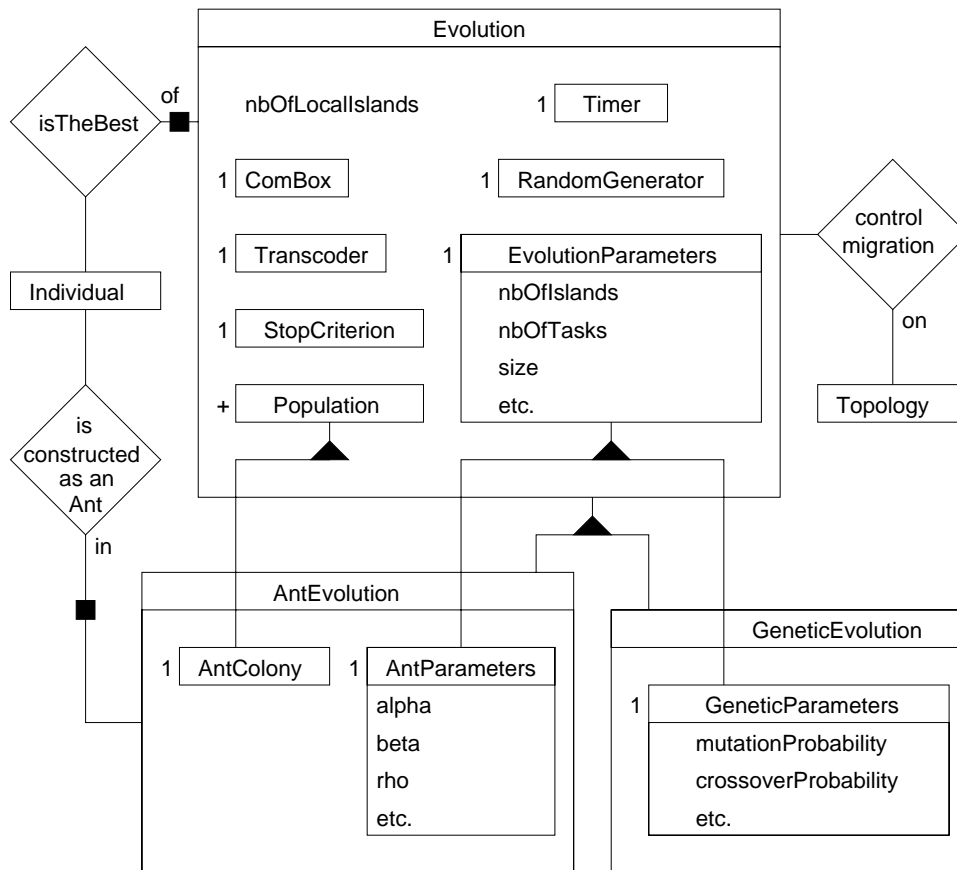 Evolution
of
isTheBest
nbOfLocalIslands
1 Timer
1 ComBox
1 RandomGenerator
control
migration
1 Transcoder
1 EvolutionParameters
Individual
nbOfIslands
on
1 StopCriterion
nbOfTasks
size
+ Population
etc.
Topology
is
constructed
as an
Ant
in
AntEvolution
GeneticEvolution
1 AntColony
1 AntParameters
alpha
beta
rho
etc.
1 GeneticParameters
mutationProbability
crossoverProbability
etc.